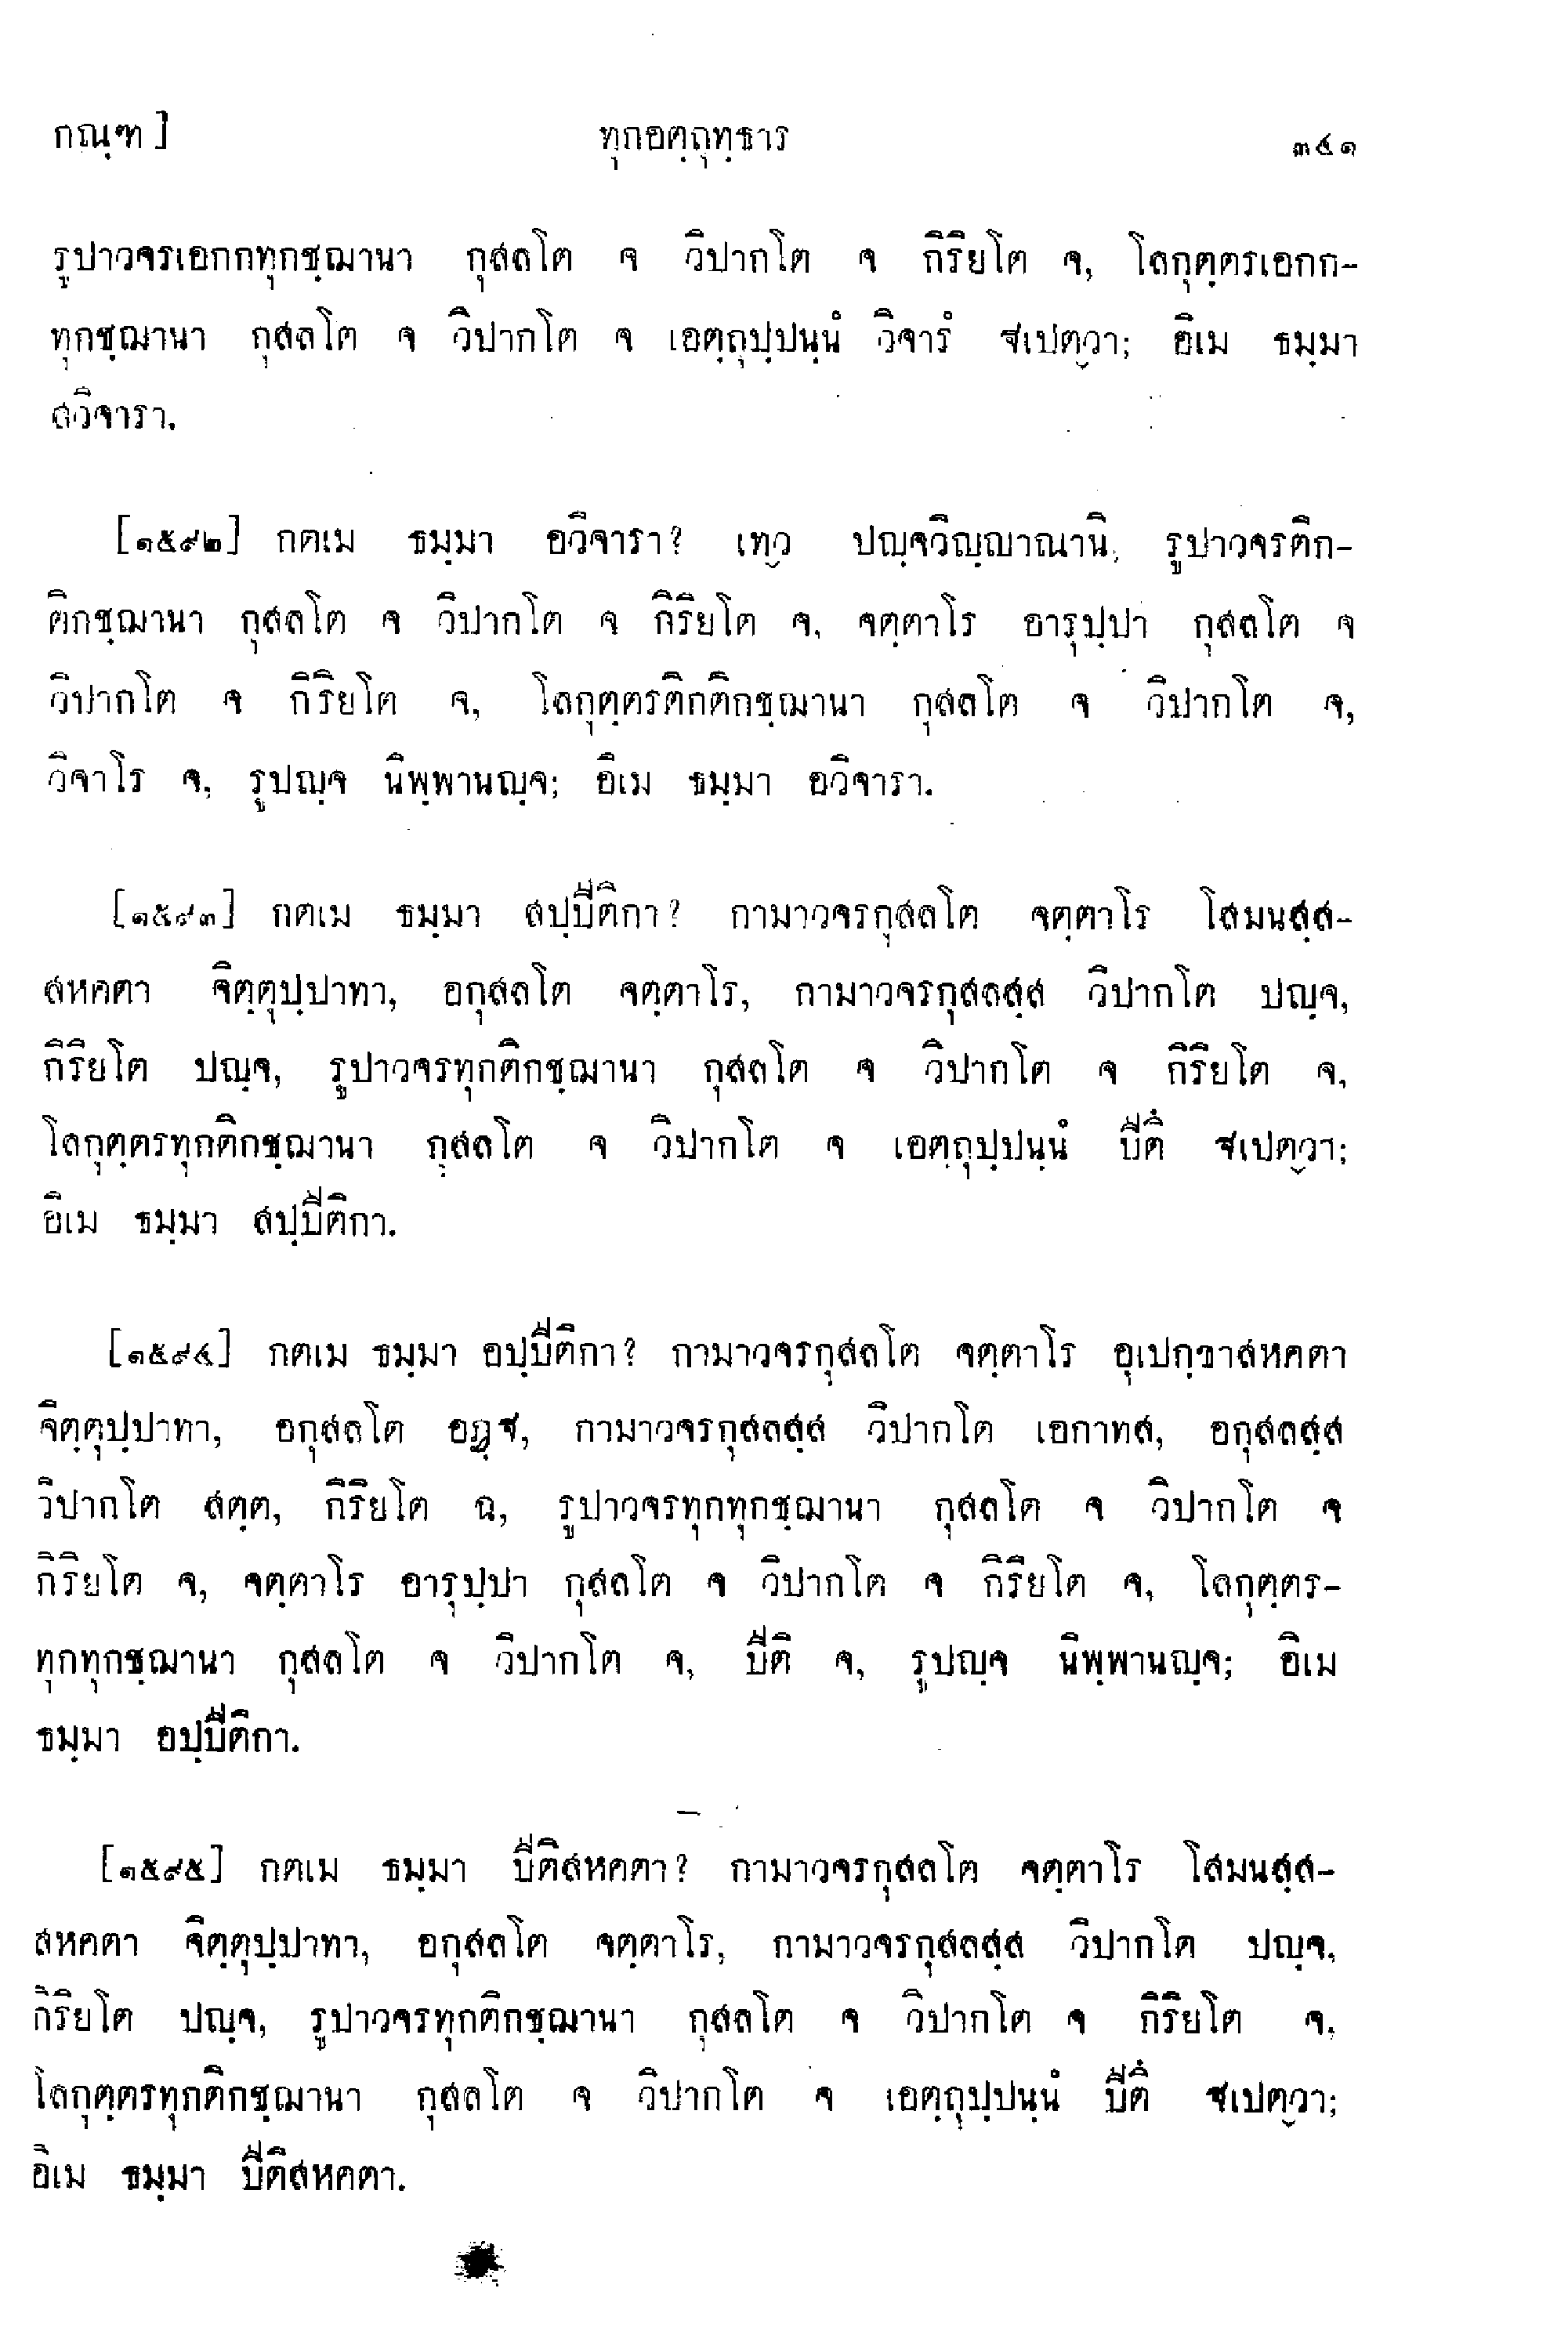 กณฺฑ]  ทุกอตฺถุทฺธาร  ๓๔๑
รูปาวจรเอกกทุกชฺฌานา กุสลโต จ วิปากโต จ กิริยโต จ, โลกุตฺตรเอกก-
ทุกชฺฌานา กุสลโต จ วิปากโต จ เอตฺถุปฺปนฺนํ วิจารํ ฐเปตฺวา; อิเม ธมฺมา
สวิจารา.
[๑๕๙๒] กตเม ธมฺมา อวิจารา? เทฺว ปญฺจวิญฺญาณานิ, รูปาวจรติก-
ติกชฺฌานา กุสลโต จ วิปากโต จ กิริยโต จ, จตฺตาโร อารุปฺปา กุสลโต จ
วิปากโต จ กิริยโต จ, โลกุตฺตรติกติกชฺฌานา กุสลโต จ วิปากโต จ,
วิจาโร จ, รูปญฺจ นิพฺพานญฺจ; อิเม ธมฺมา อวิจารา.
[๑๕๙๓] กตเม ธมฺมา สปฺปีติกา? กามาวจรกุสลโต จตฺตาโร โสมนสฺส-
สหคตา จิตฺตุปฺปาทา, อกุสลโต จตฺตาโร, กามาวจรกุสลสฺส วิปากโต ปญฺจ,
กิริยโต ปญฺจ, รูปาวจรทุกติกชฺฌานา กุสลโต จ วิปากโต จ กิริยโต จ,
โลกุตฺตรทุกติกชฺฌานา กุสลโต จ วิปากโต จ เอตฺถุปฺปนฺนํ ปีตึ ฐเปตฺวา;
อิเม ธมฺมา สปฺปีติกา.
[๑๕๙๔] กตเม ธมฺมา อปฺปีติกา? กามาวจรกุสลโต จตฺตาโร อุเปกฺขาสหคตา
จิตฺตุปฺปาทา, อกุสลโต อฏฺฐ, กามาวจรกุสลสฺส วิปากโต เอกาทส, อกุสลสฺส
วิปากโต สตฺต, กิริยโต ฉ, รูปาวจรทุกทุกชฺฌานา กุสลโต จ วิปากโต จ
กิริยโต จ, จตฺตาโร อารุปฺปา กุสลโต จ วิปากโต จ กิริยโต จ, โลกุตฺตร-
ทุกทุกชฺฌานา กุสลโต จ วิปากโต จ, ปีติ จ, รูปญฺจ นิพฺพานญฺจ; อิเม
ธมฺมา อปฺปีติกา.
[๑๕๙๕] กตเม ธมฺมา ปีติสหคตา? กามาวจรกุสลโต จตฺตาโร โสมนสฺส-
สหคตา จิตฺตุปฺปาทา, อกุสลโต จตฺตาโร, กามาวจรกุสลสฺส วิปากโต ปญฺจ,
กิริยโต ปญฺจ, รูปาวจรทุกติกชฺฌานา กุสลโต จ วิปากโต จ กิริยโต จ,
โลกุตฺตรทุกติกชฺฌานา กุสลโต จ วิปากโต จ เอตฺถุปฺปนฺนํ ปีตึ ฐเปตฺวา;
อิเม ธมฺมา ปีติสหคตา.